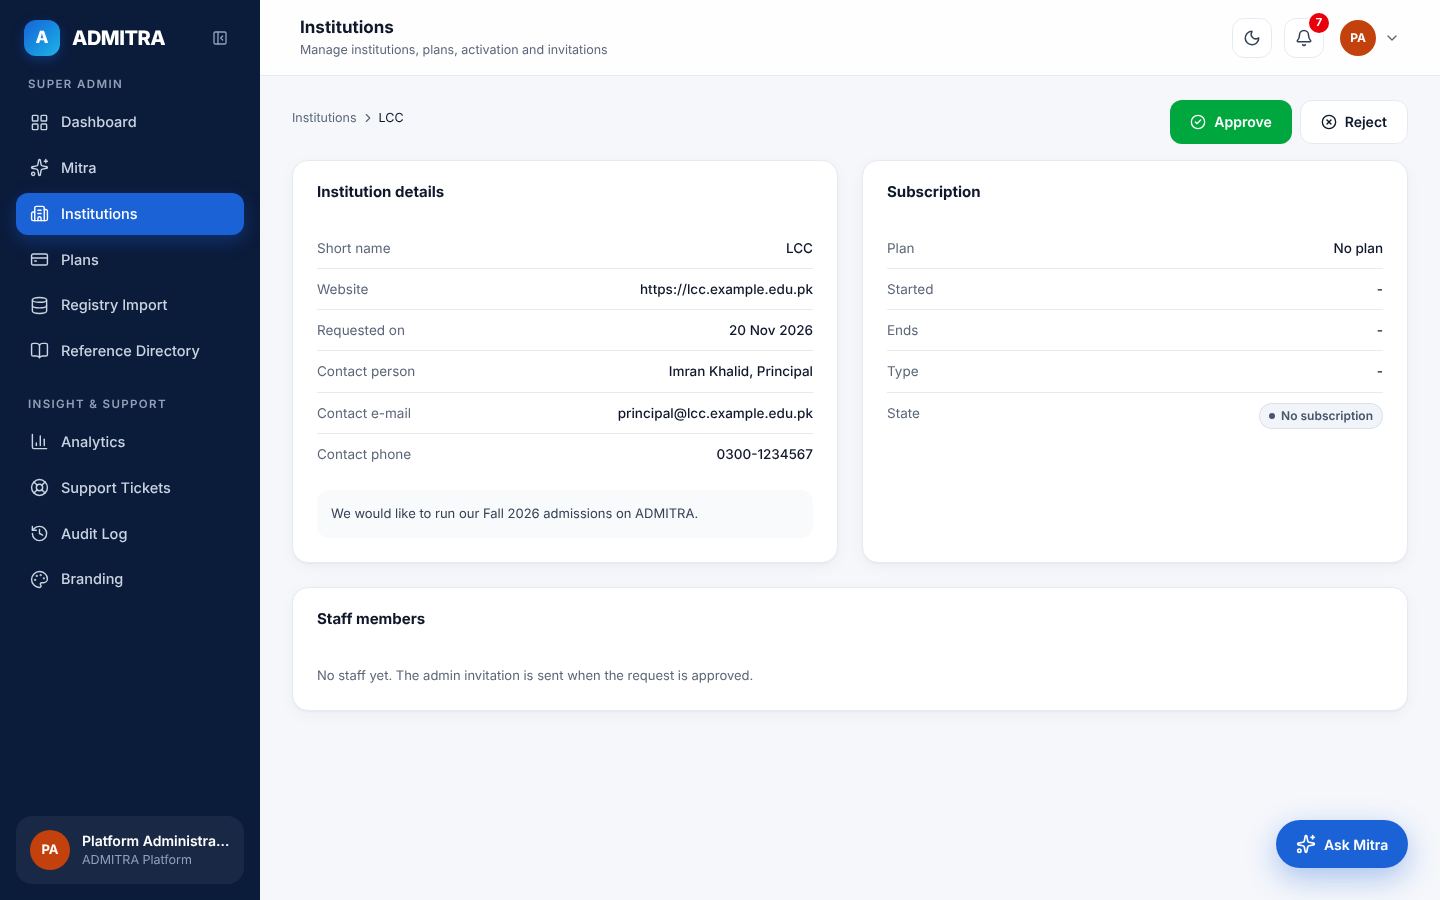 A ADMITRA
SUPER ADMIN
Dashboard
Mitra
Institutions
Plans
Registry Import
Reference Directory
INSIGHT & SUPPORT
Analytics
Support Tickets
Audit Log
Branding
PA
Platform Administra...
ADMITRA Platform
Institutions
Manage institutions, plans, activation and invitations
7
PA
Institutions > LCC
Approve
Reject
Institution details
Short name LCC
Website https://lcc.example.edu.pk
Requested on 20 Nov 2026
Contact person Imran Khalid, Principal
Contact e-mail principal@lcc.example.edu.pk
Contact phone 0300-1234567
We would like to run our Fall 2026 admissions on ADMITRA.
Subscription
Plan No plan
Started -
Ends -
Type -
State No subscription
Staff members
No staff yet. The admin invitation is sent when the request is approved.
Ask Mitra